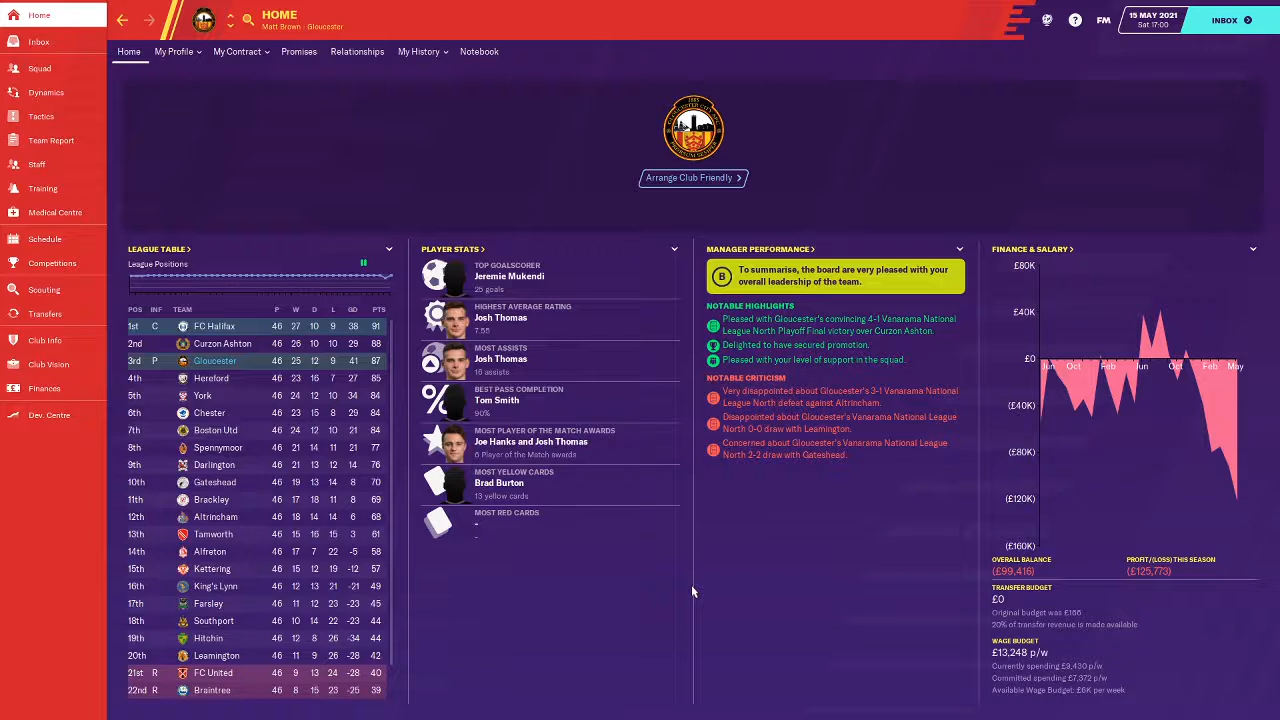 Home
HOME
Matt Brown - Gloucester
FM
15 MAY 2021
Sat 17:00
INBOX
Inbox
Squad
Dynamics
Tactics
Team Report
Staff
Training
Medical Centre
Schedule
Competitions
Scouting
Transfers
Club Info
Club Vision
Finances
Dev. Centre
Home My Profile My Contract Promises Relationships My History Notebook
Arrange Club Friendly
LEAGUE TABLE
League Positions
POS INF TEAM P W D L GD PTS
1st C FC Halifax 46 27 10 9 38 91
2nd Curzon Ashton 46 26 10 10 29 88
3rd P Gloucester 46 25 12 9 41 87
4th Hereford 46 23 16 7 27 85
5th York 46 24 12 10 34 84
6th Chester 46 23 15 8 29 84
7th Boston Utd 46 24 12 10 21 84
8th Spennymoor 46 21 14 11 21 77
9th Darlington 46 21 13 12 14 76
10th Gateshead 46 19 13 14 8 70
11th Brackley 46 17 18 11 8 69
12th Altrincham 46 18 14 14 6 68
13th Tamworth 46 15 16 15 3 61
14th Alfreton 46 17 7 22 -5 58
15th Kettering 46 15 12 19 -12 57
16th King's Lynn 46 12 13 21 -21 49
17th Farsley 46 11 12 23 -23 45
18th Southport 46 10 14 22 -23 44
19th Hitchin 46 12 8 26 -34 44
20th Leamington 46 11 9 26 -28 42
21st R FC United 46 9 13 24 -28 40
22nd R Braintree 46 8 15 23 -25 39
PLAYER STATS
TOP GOALSCORER
Jeremie Mukendi
25 goals
HIGHEST AVERAGE RATING
Josh Thomas
7.58
MOST ASSISTS
Josh Thomas
16 assists
BEST PASS COMPLETION
Tom Smith
90%
MOST PLAYER OF THE MATCH AWARDS
Joe Hanks and Josh Thomas
6 Player of the Match awards
MOST YELLOW CARDS
Brad Burton
13 yellow cards
MOST RED CARDS
-
-
MANAGER PERFORMANCE
B
To summarise, the board are very pleased with your
overall leadership of the team.
NOTABLE HIGHLIGHTS
Pleased with Gloucester's convincing 4-1 Vanarama National
League North Playoff Final victory over Curzon Ashton.
Delighted to have secured promotion.
Pleased with your level of support in the squad.
NOTABLE CRITICISM
Very disappointed about Gloucester's 3-1 Vanarama National
League North defeat against Altrincham.
Disappointed about Gloucester's Vanarama National League
North 0-0 draw with Leamington.
Concerned about Gloucester's Vanarama National League
North 2-2 draw with Gateshead.
FINANCE & SALARY
£80K
£40K
£0
(£40K)
(£80K)
(£120K)
(£160K)
Jun Oct Feb Jun Oct Feb May
OVERALL BALANCE
(£99,416)
PROFIT/(LOSS) THIS SEASON
(£125,773)
TRANSFER BUDGET
£0
Original budget was £166
20% of transfer revenue is made available
WAGE BUDGET
£13,248 p/w
Currently spending £9,430 p/w
Committed spending £7,372 p/w
Available Wage Budget: £6K per week